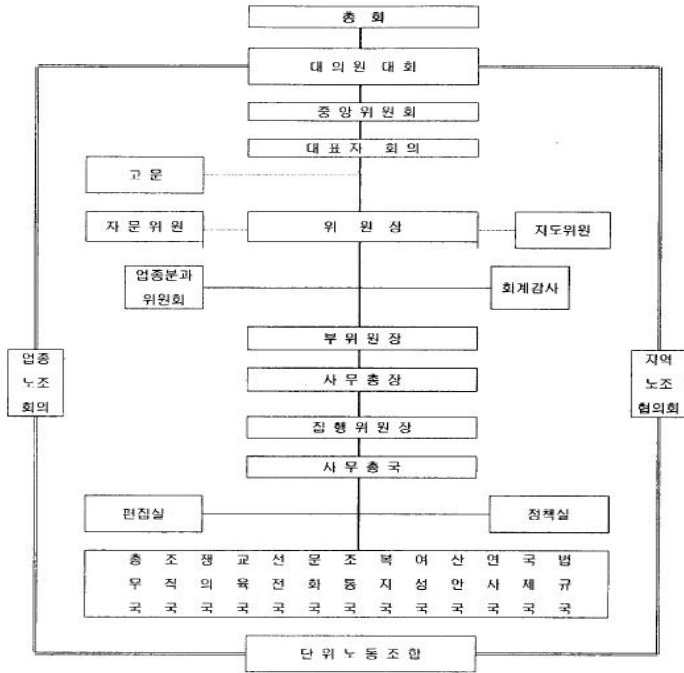 총 회
대 의 원 대 회
중 앙 위 원 회
대 표 자 회 의
고 문
자 문 위 원
위 원 장
지도위원
업종분과
위원회
회계감사
부 위 원 장
업종
노조
회의
지역
노조
협의회
사 무 총 장
집 행 위 원 장
사 무 총 국
편집실
정책실
총 조 쟁 교 선 문 조 복 여 산 연 국 법
무 직 의 육 전 화 통 지 성 안 사 제 규
국 국 국 국 국 국 국 국 국 국 국 국 국
단 위 노 동 조 합